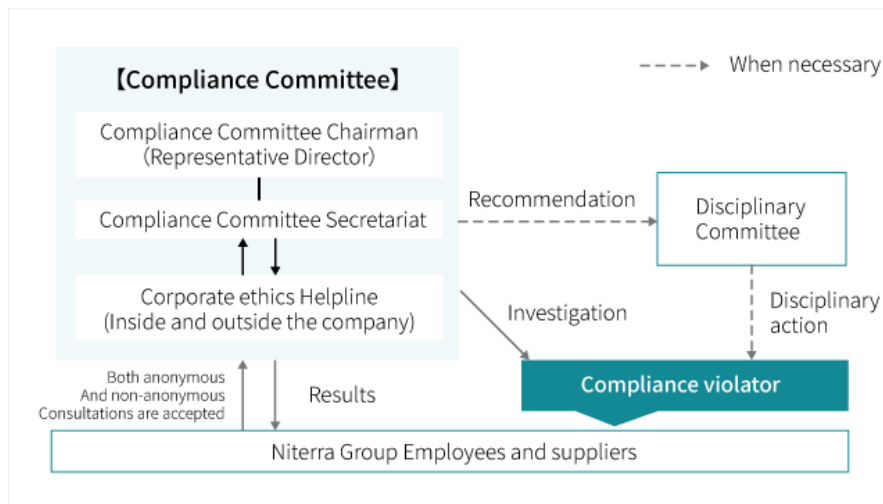 【Compliance Committee】
When necessary
Compliance Committee Chairman
(Representative Director)
Compliance Committee Secretariat
Recommendation
Disciplinary
Committee
Corporate ethics Helpline
(Inside and outside the company)
Investigation
Disciplinary
action
Both anonymous
And non-anonymous
Consultations are accepted
Results
Compliance violator
Niterra Group Employees and suppliers